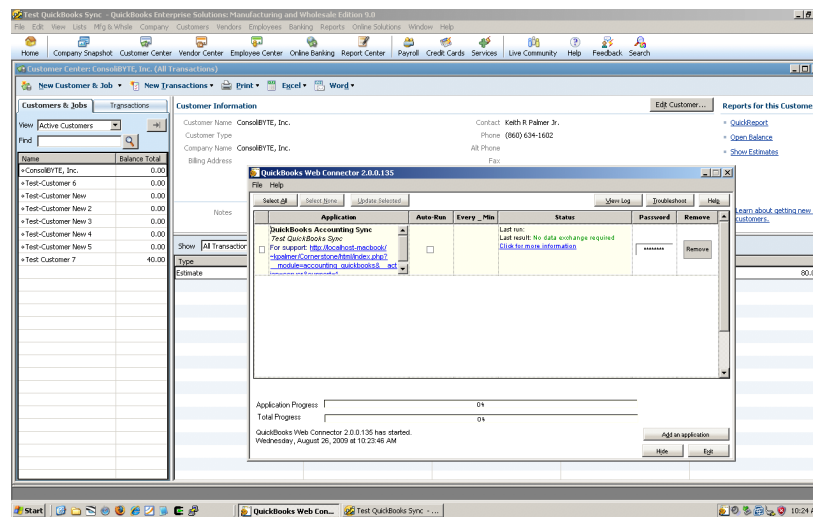 Test QuickBooks Sync - QuickBooks Enterprise Solutions: Manufacturing and Wholesale Edition 9.0
File Edit View Lists Mfg & Whole Company Customers Vendors Employees Banking Reports Online Solutions Window Help
Home Company Snapshot Customer Center Vendor Center Employee Center Online Banking Report Center Payroll Credit Cards Services Live Community Help Feedback Search
Customer Center: ConsoliBYTE, Inc. (All Transactions)
New Customer & Job New Transactions Print Excel Word
Customers & Jobs Transactions Customer Information Edit Customer... Reports for this Custome
View Active Customers Customer Name ConsoliBYTE, Inc. Contact Keith R Palmer Jr. QuickReport
Find Customer Type Phone (860) 634-1602 Open Balance
Company Name ConsoliBYTE, Inc. Alt Phone Show Estimates
Name Balance Total Billing Address Fax
ConsoliBYTE, Inc. 0.00
Test-Customer 6 0.00
Test-Customer New 0.00
Test-Customer New 2 0.00
Test-Customer New 3 0.00
Test-Customer New 4 0.00
Test-Customer New 5 0.00
Test Customer 7 40.00
Notes
Learn about getting new
customers.
Show All Transaction
Type
Estimate 80.0
QuickBooks Web Connector 2.0.0.135
File Help
Select All Select None Update Selected View Log Troubleshoot Help
Application Auto-Run Every _ Min Status Password Remove
QuickBooks Accounting Sync
Test QuickBooks Sync
For support: http://localhost-macbook/
~kpalmer/Cornerstone/html/index.php?
__module=accounting_quickbooks&__act
Last run:
Last result: No data exchange required
Click for more information
********
Remove
Application Progress 0%
Total Progress 0%
QuickBooks Web Connector 2.0.0.135 has started.
Wednesday, August 26, 2009 at 10:23:46 AM
Add an application
Hide Exit
Start QuickBooks Web Con... Test QuickBooks Sync - ... 10:24 A